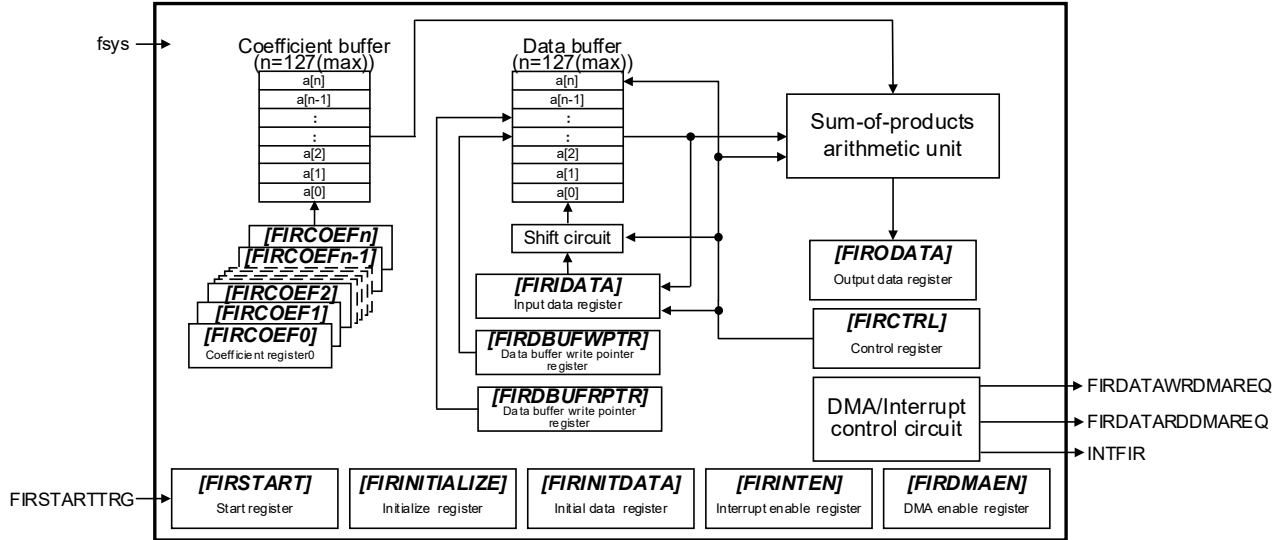 fsys
Coefficient buffer
(n=127(max))
a[n]
a[n-1]
:
:
a[2]
a[1]
a[0]
[FIRCOEFn]
[FIRCOEFn-1]
[FIRCOEF2]
[FIRCOEF1]
[FIRCOEF0]
Coefficient register0
Data buffer
(n=127(max))
a[n]
a[n-1]
:
:
a[2]
a[1]
a[0]
Shift circuit
[FIRIDATA]
Input data register
[FIRDBUFWPTR]
Data buffer write pointer
register
[FIRDBUFRPTR]
Data buffer write pointer
register
Sum-of-products
arithmetic unit
[FIRODATA]
Output data register
[FIRCTRL]
Control register
DMA/Interrupt
control circuit
FIRDATAWRDMAREQ
FIRDATARDDMAREQ
INTFIR
FIRSTARTTRG
[FIRSTART]
Start register
[FIRINITIALIZE]
Initialize register
[FIRINITDATA]
Initial data register
[FIRINTEN]
Interrupt enable register
[FIRDMAEN]
DMA enable register